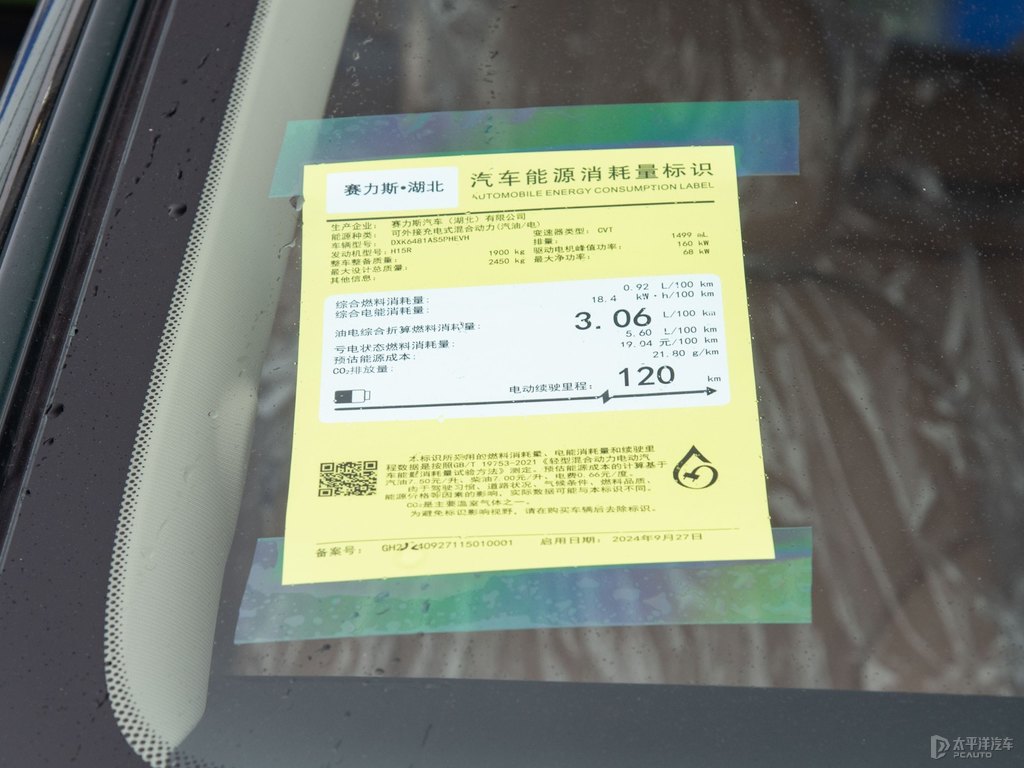 赛力斯·湖北
汽车能源消耗量标识
AUTOMOBILE ENERGY CONSUMPTION LABEL
生产企业： 赛力斯汽车（湖北）有限公司
能源种类： 可外接充电式混合动力(汽油/电)
车辆型号： DXK6481AS5PHEVH 变速器类型： CVT
发动机型号：H15R 排量： 1499 mL
整车整备质量： 1900 kg 驱动电机峰值功率： 160 kW
最大设计总质量： 2450 kg 最大净功率： 68 kW
其他信息：
综合燃料消耗量： 0.92 L/100 km
综合电能消耗量： 18.4 kW·h/100 km
油电综合折算燃料消耗量： 3.06 L/100 km
亏电状态燃料消耗量： 5.60 L/100 km
预估能源成本： 19.04 元/100 km
CO₂排放量： 21.80 g/km
电动续驶里程： 120 km
本标识所采用的燃料消耗量、电能消耗量和续驶里
程数据是按照GB/T 19753-2021《轻型混合动力电动汽
车能量消耗量试验方法》测定。预估能源成本的计算基于
汽油7.50元/升、柴油7.00元/升、电费0.66元/度。
由于驾驶习惯、道路状况、气候条件、燃料品质、
能源价格等因素的影响，实际数据可能与本标识不同。
CO₂是主要温室气体之一。
为避免标识影响视野，请在购买车辆后去除标识。
备案号： 启用日期： 2024年9月27日
太平洋汽车
PCAUTO